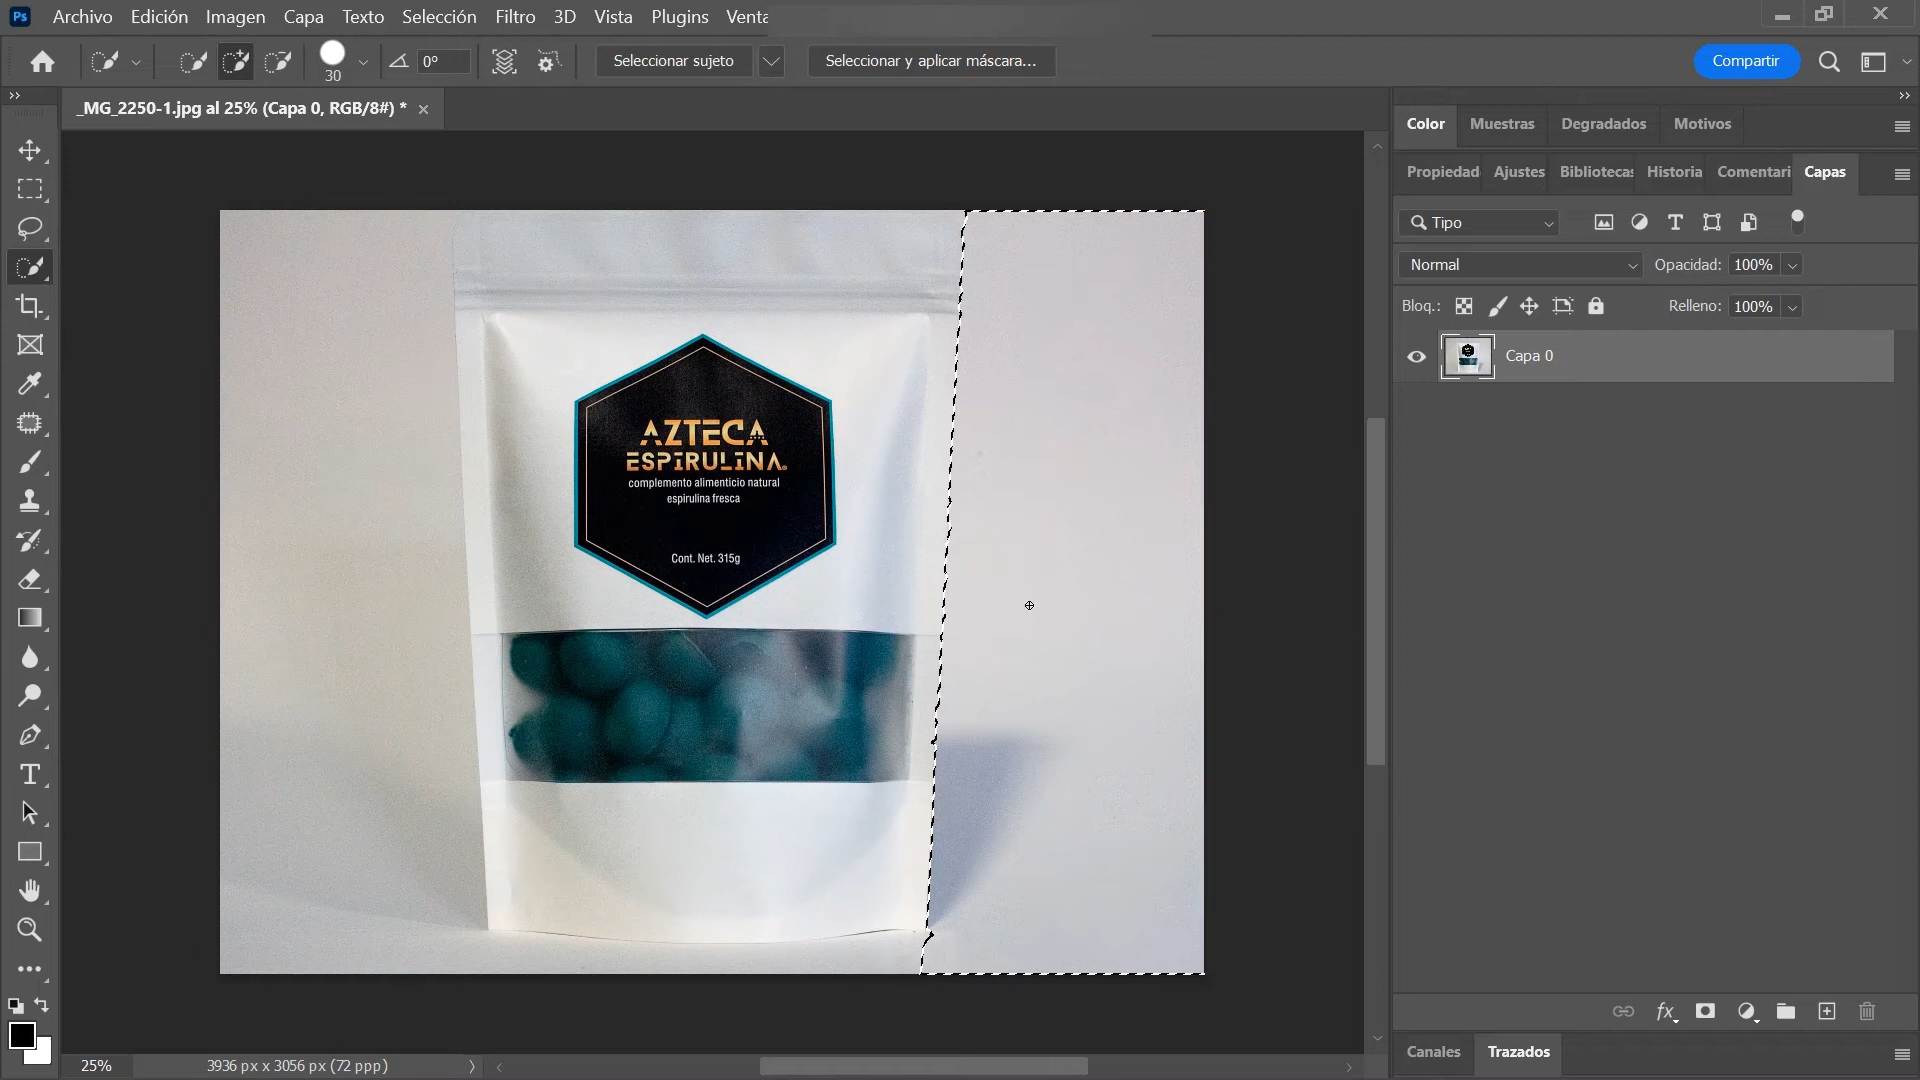 Ps Archivo Edición Imagen Capa Texto Selección Filtro 3D Vista Plugins Venta
30 0° Seleccionar sujeto Seleccionar y aplicar máscara... Compartir
_MG_2250-1.jpg al 25% (Capa 0, RGB/8#) *
Color Muestras Degradados Motivos
Propiedad Ajustes Bibliotecas Historia Comentari Capas
Tipo
Normal Opacidad: 100%
Bloq.: Relleno: 100%
Capa 0
AZTECA
ESPIRULINA®
complemento alimenticio natural
espirulina fresca
Cont. Net. 315g
fx
Canales Trazados
25% 3936 px x 3056 px (72 ppp)